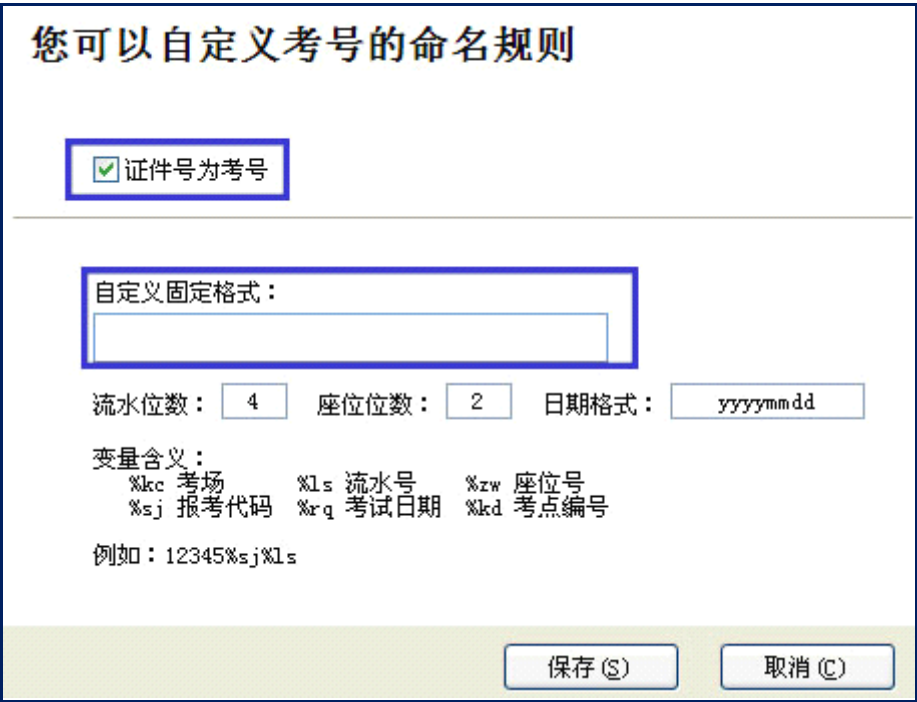 您可以自定义考号的命名规则
证件号为考号
自定义固定格式：
流水位数： 4 座位位数： 2 日期格式： yyyymmdd
变量含义：
%kc 考场 %ls 流水号 %zw 座位号
%sj 报考代码 %rq 考试日期 %kd 考点编号
例如：12345%sj%ls
保存(S) 取消(C)